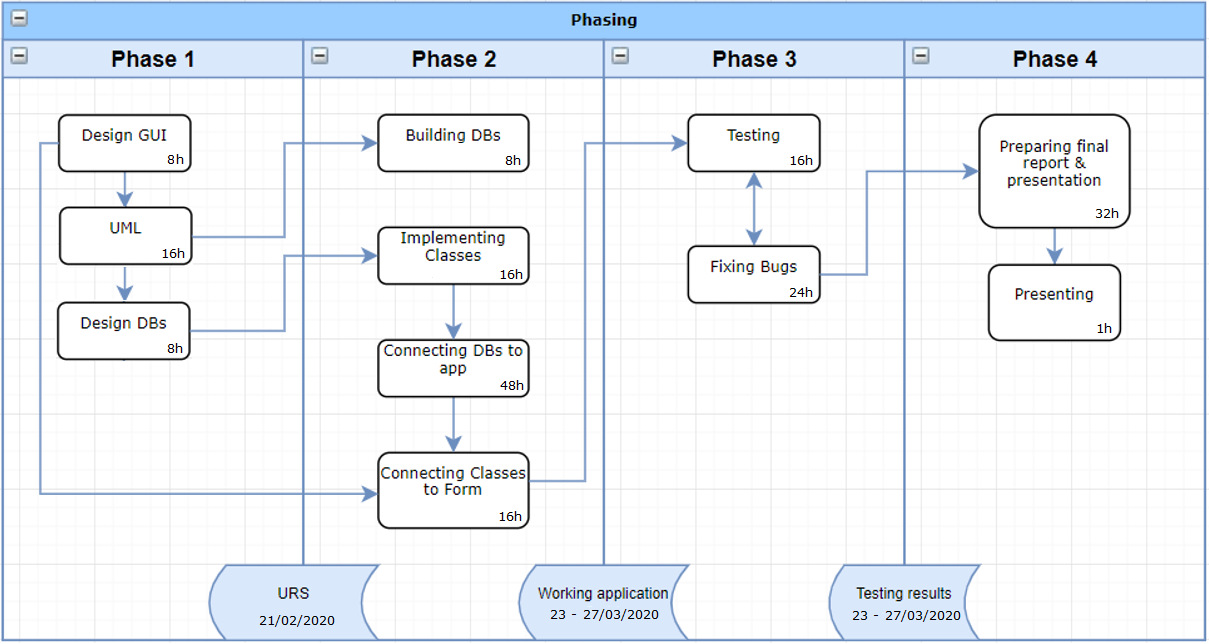 Phasing
Phase 1
Phase 2
Phase 3
Phase 4
Design GUI
8h
UML
16h
Design DBs
8h
Building DBs
8h
Implementing
Classes
16h
Connecting DBs to
app
48h
Connecting Classes
to Form
16h
Testing
16h
Fixing Bugs
24h
Preparing final
report &
presentation
32h
Presenting
1h
URS
21/02/2020
Working application
23 - 27/03/2020
Testing results
23 - 27/03/2020